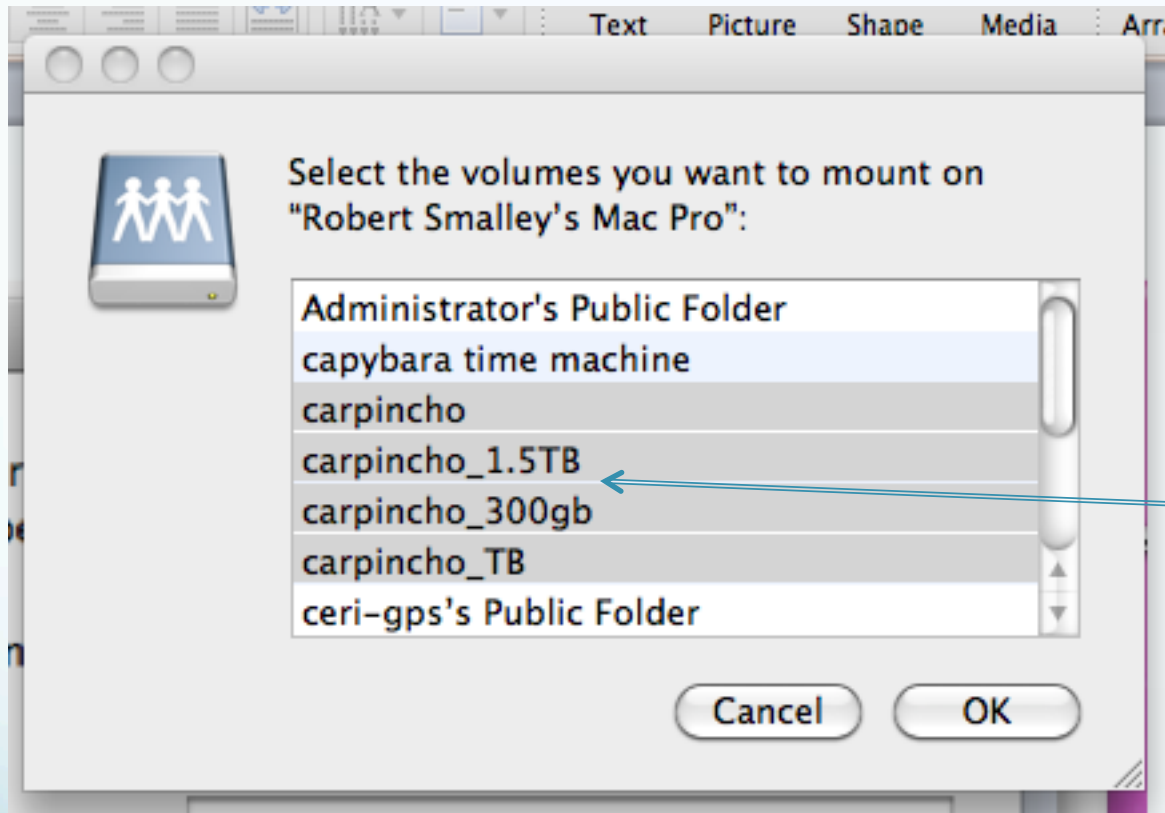 Text Picture Shape Media Arra
Select the volumes you want to mount on
“Robert Smalley’s Mac Pro”:
Administrator's Public Folder
capybara time machine
carpincho
carpincho_1.5TB
carpincho_300gb
carpincho_TB
ceri-gps's Public Folder
Cancel OK